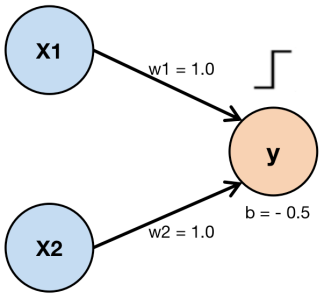 X1
w1 = 1.0
y
b = - 0.5
w2 = 1.0
X2